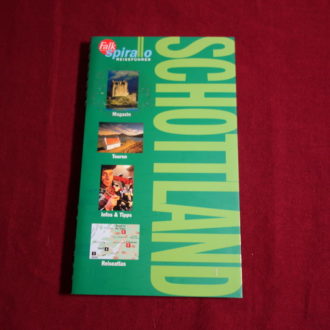 Falk
spirallo
REISEFÜHRER
SCHOTTLAND
Magazin
Touren
Infos & Tipps
Reiseatlas